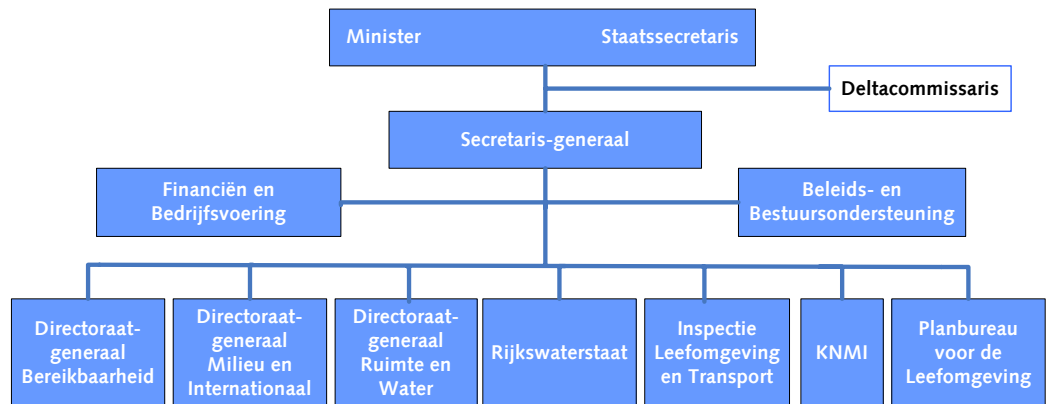 Minister Staatssecretaris
Deltacommissaris
Secretaris-generaal
Financiën en
Bedrijfsvoering
Beleids- en
Bestuursondersteuning
Directoraat-
generaal
Bereikbaarheid
Directoraat-
generaal
Milieu en
Internationaal
Directoraat-
generaal
Ruimte en
Water
Rijkswaterstaat
Inspectie
Leefomgeving
en Transport
KNMI
Planbureau
voor de
Leefomgeving